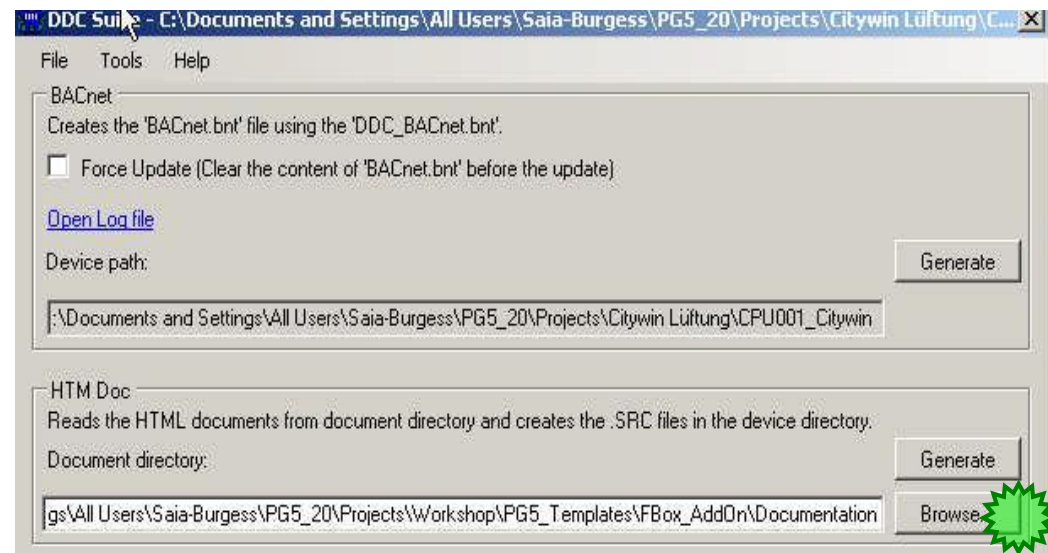 DDC Suite - C:\Documents and Settings\All Users\Saia-Burgess\PG5_20\Projects\Citywin Lüftung\C...
File Tools Help
BACnet
Creates the 'BACnet.bnt' file using the 'DDC_BACnet.bnt'.
Force Update (Clear the content of 'BACnet.bnt' before the update)
Open Log file
Device path:
Generate
:\Documents and Settings\All Users\Saia-Burgess\PG5_20\Projects\Citywin Lüftung\CPU001_Citywin
HTM Doc
Reads the HTML documents from document directory and creates the .SRC files in the device directory.
Document directory:
Generate
gs\All Users\Saia-Burgess\PG5_20\Projects\Workshop\PG5_Templates\FBox_AddOn\Documentation
Browse